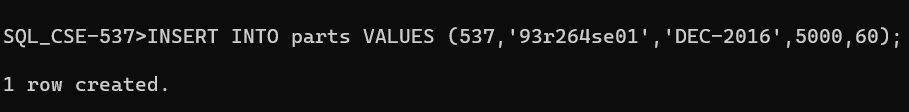 SQL_CSE-537>INSERT INTO parts VALUES (537,'93r264se01','DEC-2016',5000,60);
1 row created.